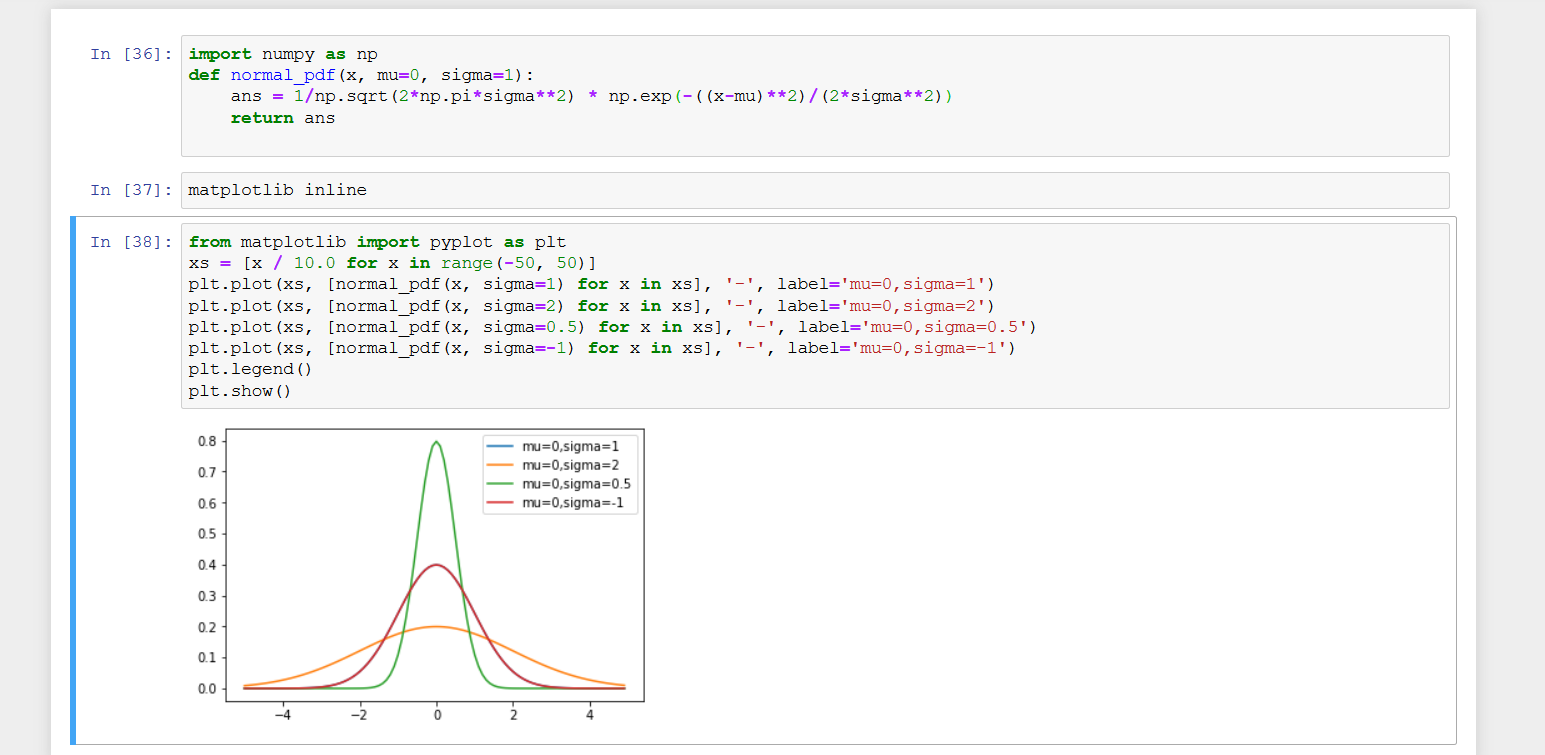 In [36]: import numpy as np
def normal_pdf(x, mu=0, sigma=1):
    ans = 1/np.sqrt(2*np.pi*sigma**2) * np.exp(-((x-mu)**2)/(2*sigma**2))
    return ans
In [37]: matplotlib inline
In [38]: from matplotlib import pyplot as plt
xs = [x / 10.0 for x in range(-50, 50)]
plt.plot(xs, [normal_pdf(x, sigma=1) for x in xs], '-', label='mu=0,sigma=1')
plt.plot(xs, [normal_pdf(x, sigma=2) for x in xs], '-', label='mu=0,sigma=2')
plt.plot(xs, [normal_pdf(x, sigma=0.5) for x in xs], '-', label='mu=0,sigma=0.5')
plt.plot(xs, [normal_pdf(x, sigma=-1) for x in xs], '-', label='mu=0,sigma=-1')
plt.legend()
plt.show()
mu=0,sigma=1
mu=0,sigma=2
mu=0,sigma=0.5
mu=0,sigma=-1
0.8
0.7
0.6
0.5
0.4
0.3
0.2
0.1
0.0
−4 −2 0 2 4